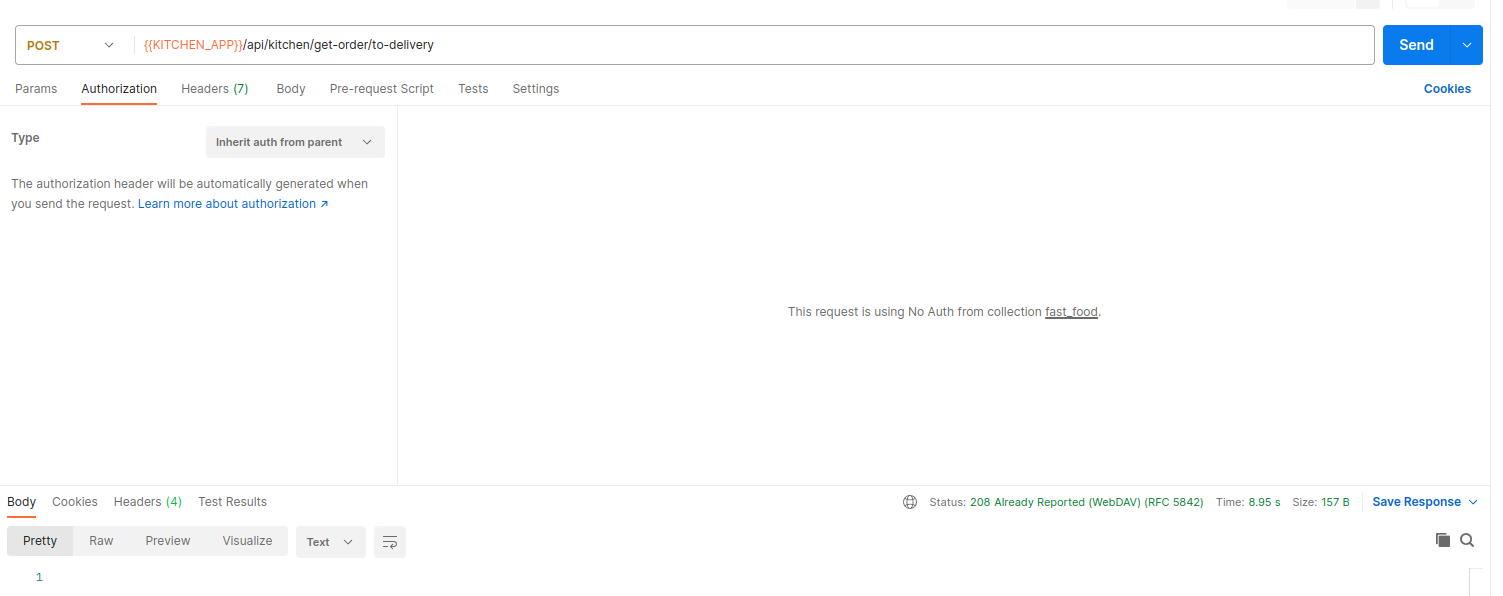 POST {{KITCHEN_APP}}/api/kitchen/get-order/to-delivery Send
Params Authorization Headers (7) Body Pre-request Script Tests Settings Cookies
Type Inherit auth from parent
The authorization header will be automatically generated when
you send the request. Learn more about authorization ↗
This request is using No Auth from collection fast_food.
Body Cookies Headers (4) Test Results Status: 208 Already Reported (WebDAV) (RFC 5842) Time: 8.95 s Size: 157 B Save Response
Pretty Raw Preview Visualize Text
1